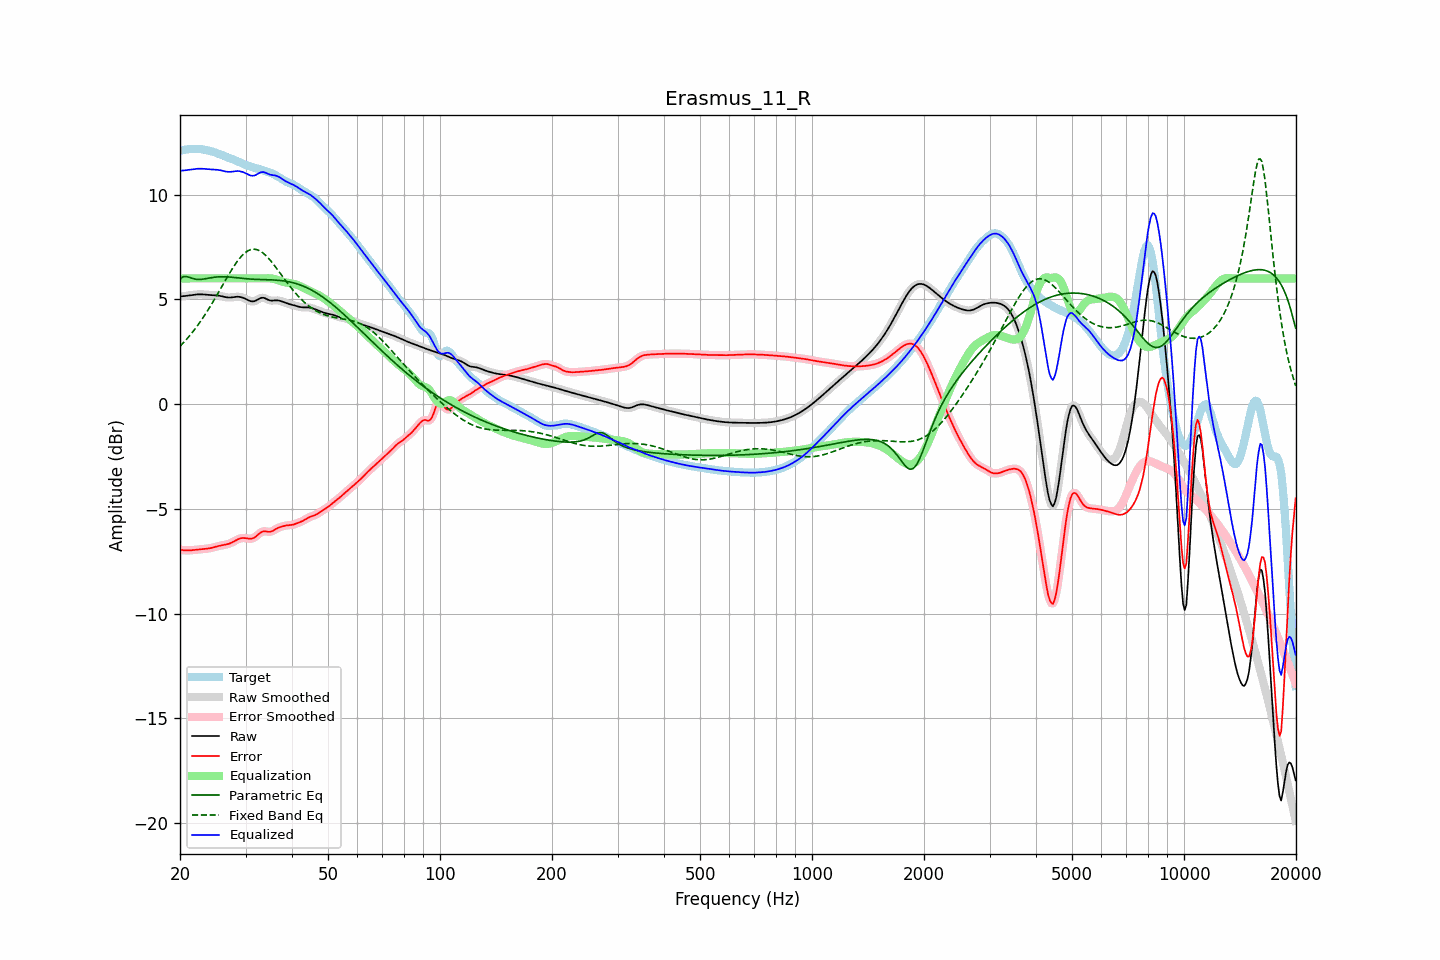 Erasmus_11_R
Amplitude (dBr)
10
5
0
−5
−10
−15
−20
Target
Raw Smoothed
Error Smoothed
Raw
Error
Equalization
Parametric Eq
Fixed Band Eq
Equalized
20 50 100 200 500 1000 2000 5000 10000 20000
Frequency (Hz)